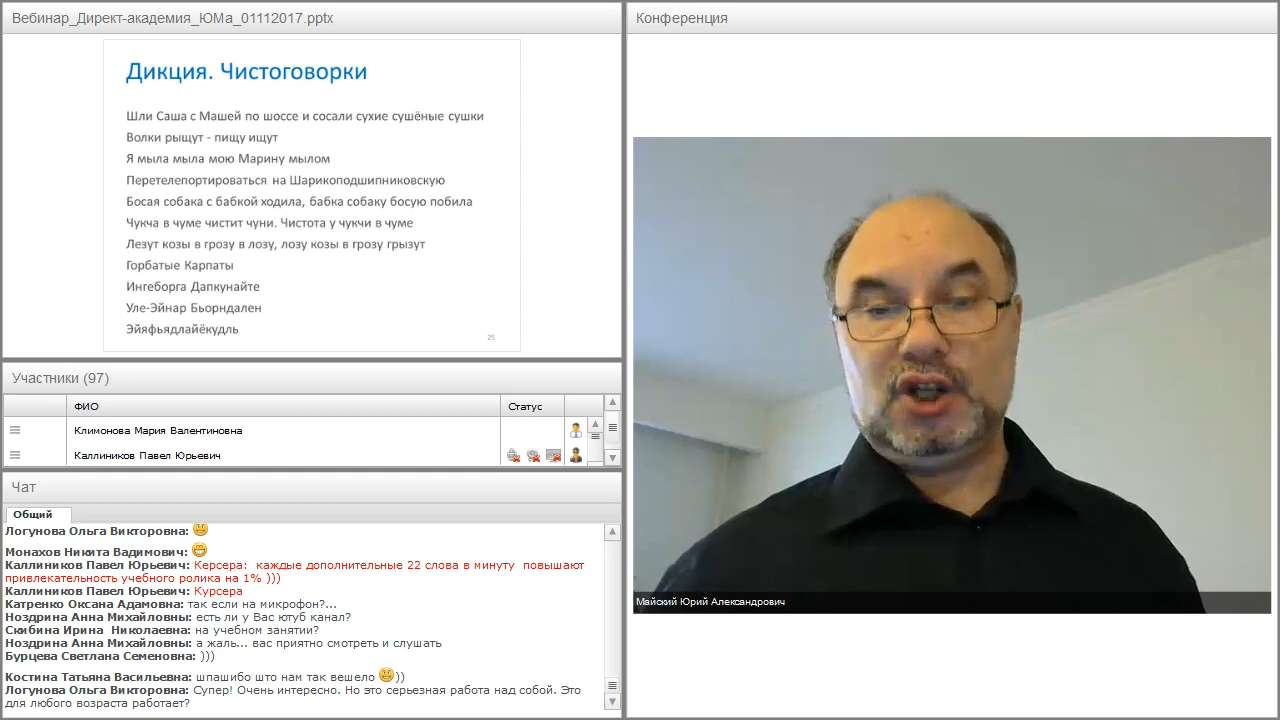 Вебинар_Директ-академия_ЮМа_01112017.pptx
Дикция. Чистоговорки
Шли Саша с Машей по шоссе и сосали сухие сушёные сушки
Волки рыщут - пищу ищут
Я мыла мыла мою Марину мылом
Перетелепортироваться на Шарикоподшипниковскую
Босая собака с бабкой ходила, бабка собаку босую побила
Чукча в чуме чистит чуни. Чистота у чукчи в чуме
Лезут козы в грозу в лозу, лозу козы в грозу грызут
Горбатые Карпаты
Ингеборга Дапкунайте
Уле-Эйнар Бьорндален
Эйяфьядлайёкудль
25
Участники (97)
ФИО Статус
Климонова Мария Валентиновна
Каллиников Павел Юрьевич
Чат
Общий
Логунова Ольга Викторовна:
Монахов Никита Вадимович:
Каллиников Павел Юрьевич: Керсера: каждые дополнительные 22 слова в минуту повышают
привлекательность учебного ролика на 1% )))
Каллиников Павел Юрьевич: Курсера
Катренко Оксана Адамовна: так если на микрофон?...
Ноздрина Анна Михайловны: есть ли у Вас ютуб канал?
Скибина Ирина Николаевна: на учебном занятии?
Ноздрина Анна Михайловны: а жаль... вас приятно смотреть и слушать
Бурцева Светлана Семеновна: )))
Костина Татьяна Васильевна: шпашибо што нам так вешело ))
Логунова Ольга Викторовна: Супер! Очень интересно. Но это серьезная работа над собой. Это
для любого возраста работает?
Конференция
Майский Юрий Александрович